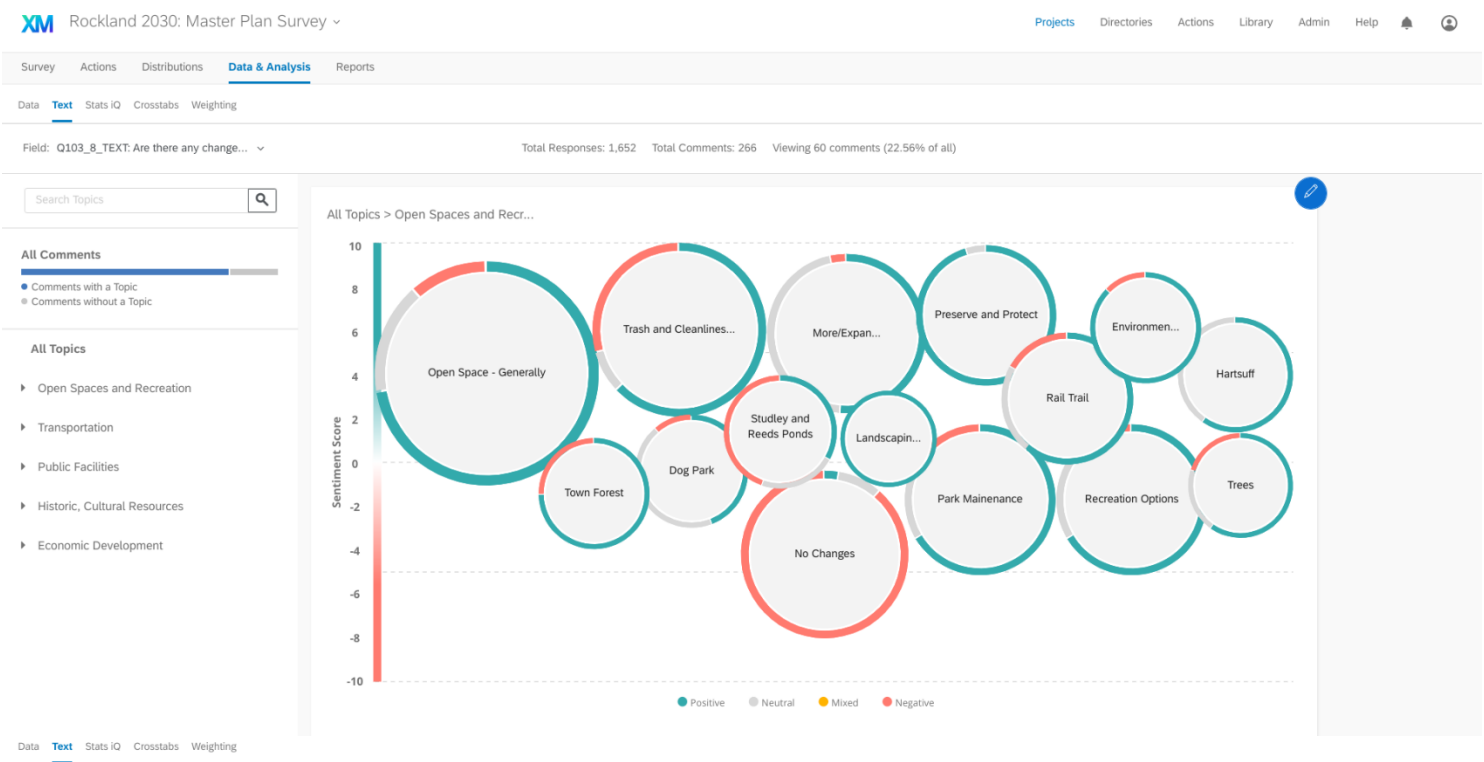 XM Rockland 2030: Master Plan Survey
Projects Directories Actions Library Admin Help
Survey Actions Distributions Data & Analysis Reports
Data Text Stats iQ Crosstabs Weighting
Field: Q103_8_TEXT: Are there any change...
Total Responses: 1,652 Total Comments: 266 Viewing 60 comments (22.56% of all)
Search Topics
All Comments
Comments with a Topic
Comments without a Topic
All Topics
Open Spaces and Recreation
Transportation
Public Facilities
Historic, Cultural Resources
Economic Development
All Topics > Open Spaces and Recr...
Sentiment Score
10
8
6
4
2
0
-2
-4
-6
-8
-10
Open Space - Generally
Trash and Cleanlines...
More/Expan...
Preserve and Protect
Environmen...
Hartsuff
Rail Trail
Studley and
Reeds Ponds
Landscapin...
Dog Park
Town Forest
No Changes
Park Mainenance
Recreation Options
Trees
Positive Neutral Mixed Negative
Data Text Stats iQ Crosstabs Weighting